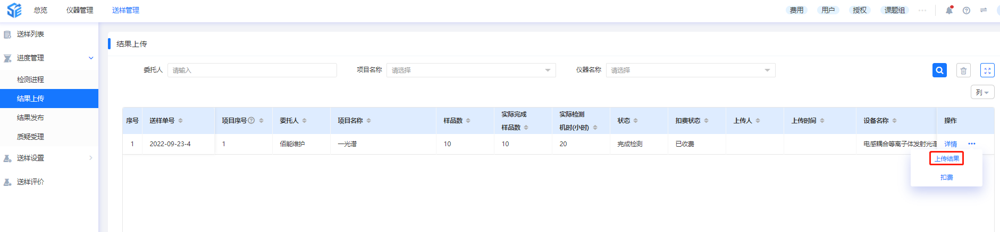 总览 仪器管理 送样管理 费用 用户 授权 课题组
送样列表
进度管理
检测进程
结果上传
结果发布
质疑受理
送样设置
送样评价
结果上传
委托人 请输入 项目名称 请选择 仪器名称 请选择
列
序号 送样单号 项目序号 委托人 项目名称 样品数 实际完成样品数 实际检测机时(小时) 状态 扣费状态 上传人 上传时间 设备名称 操作
1 2022-09-23-4 1 佰能维护 一光谱 10 10 20 完成检测 已收费 电感耦合等离子体发射光谱 详情
上传结果
扣费